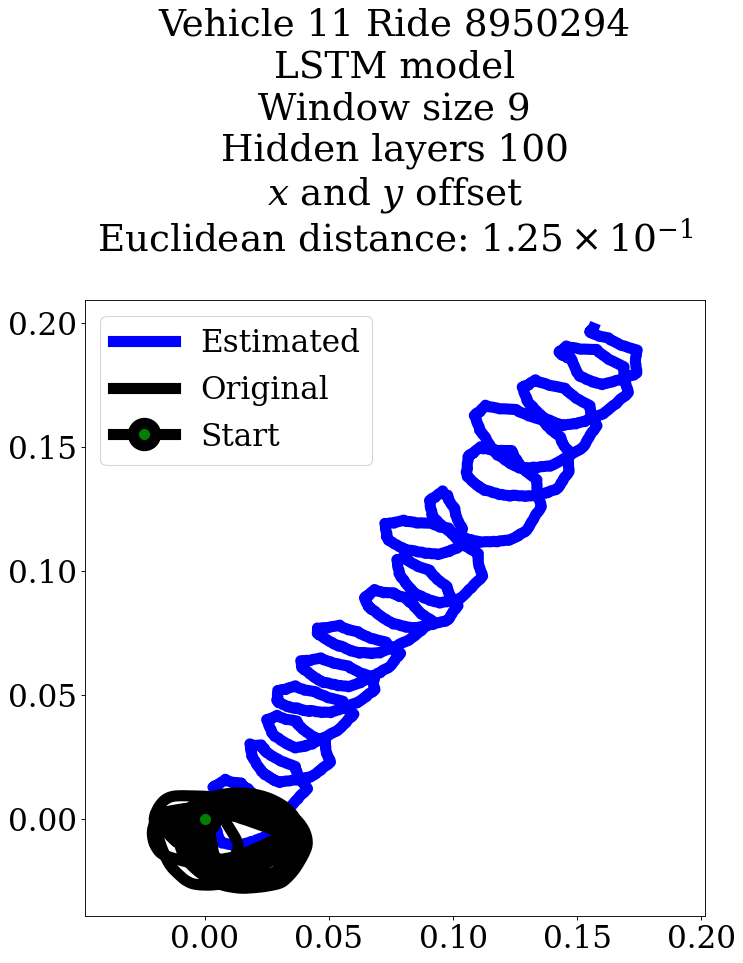 Vehicle 11 Ride 8950294
LSTM model
Window size 9
Hidden layers 100
x and y offset
Euclidean distance: 1.25 × 10⁻¹
Estimated
Original
Start
0.20
0.15
0.10
0.05
0.00
0.00 0.05 0.10 0.15 0.20